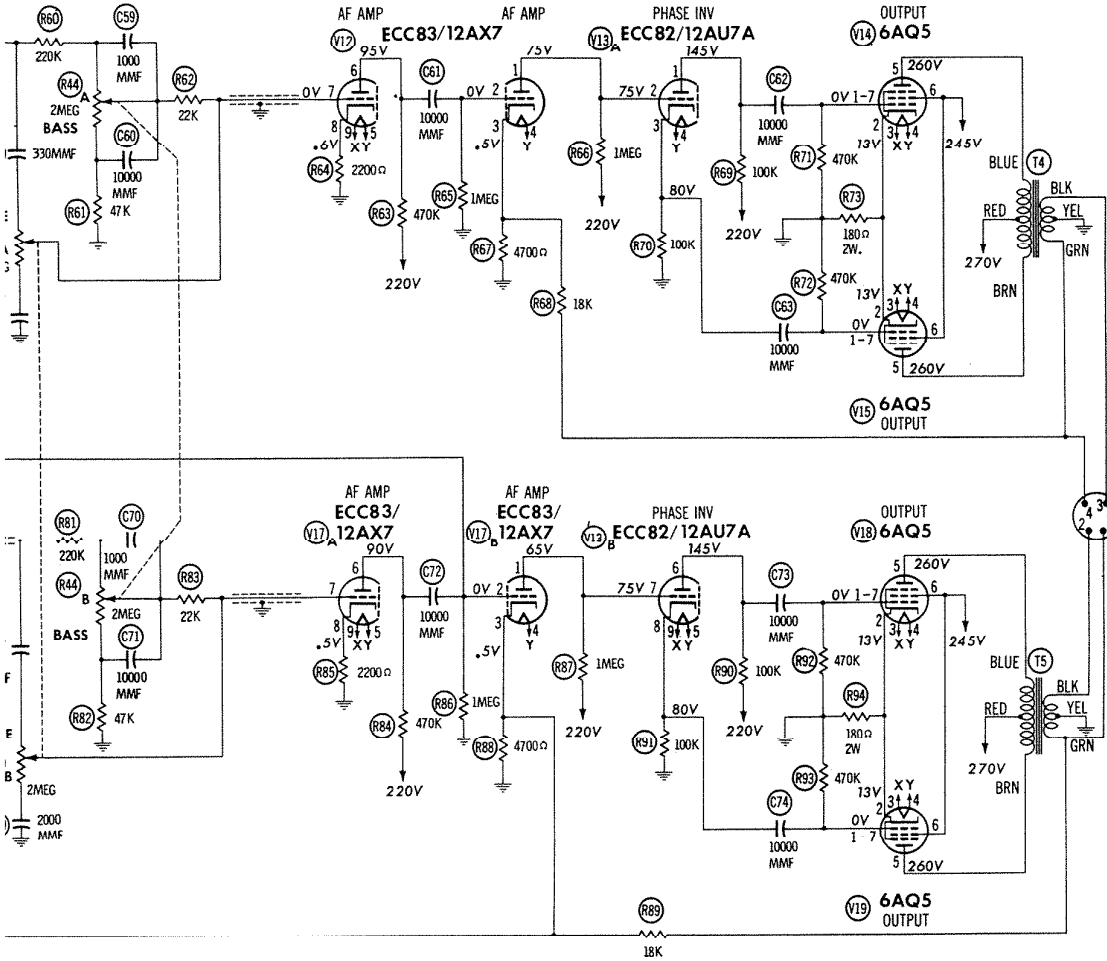 R60
220K
C59
1000
MMF
R44
A
2MEG
BASS
R62
22K
C60
10000
MMF
330MMF
R61
47K
AF AMP
ECC83/12AX7
AF AMP
V12
95V
6
0V 7
8
9 5
X Y
.6V
R64
2200Ω
C61
10000
MMF
R63
470K
220V
R65
1MEG
75V
1
0V 2
3
4
Y
.5V
R67
4700Ω
R68
18K
R66
1MEG
220V
PHASE INV
V13 A
ECC82/12AU7A
145V
1
75V 2
3
4
Y
80V
R70
100K
R69
100K
220V
C62
10000
MMF
C63
10000
MMF
R71
470K
R73
180Ω
2W.
R72
470K
OUTPUT
V14 6AQ5
5 260V
0V 1-7
6
2
3 4
X Y
13V
245V
13V
X Y
3 4
2
0V
1-7
6
5 260V
V15 6AQ5
OUTPUT
BLUE
T4
BLK
RED
YEL
GRN
270V
BRN
4 3
2
R81
220K
C70
1000
MMF
R44
B
2MEG
BASS
R83
22K
C71
10000
MMF
R82
47K
F
E
B
2MEG
2000
MMF
AF AMP
ECC83/
V17 A 12AX7
90V
6
7
8
9 5
X Y
.5V
R85
2200Ω
C72
10000
MMF
R84
470K
220V
R86
1MEG
AF AMP
ECC83/
V17 B 12AX7
65V
1
0V 2
3
4
Y
.5V
R88
4700Ω
R87
1MEG
220V
PHASE INV
V13 B ECC82/12AU7A
145V
6
75V 7
8
9 5
X Y
80V
R91
100K
R90
100K
220V
C73
10000
MMF
C74
10000
MMF
R92
470K
R94
180Ω
2W
R93
470K
OUTPUT
V18 6AQ5
5 260V
0V 1-7
6
2
3 4
X Y
13V
245V
13V
X Y
3 4
2
0V
1 7
6
5 260V
V19 6AQ5
OUTPUT
BLUE
T5
BLK
RED
YEL
GRN
270V
BRN
R89
18K